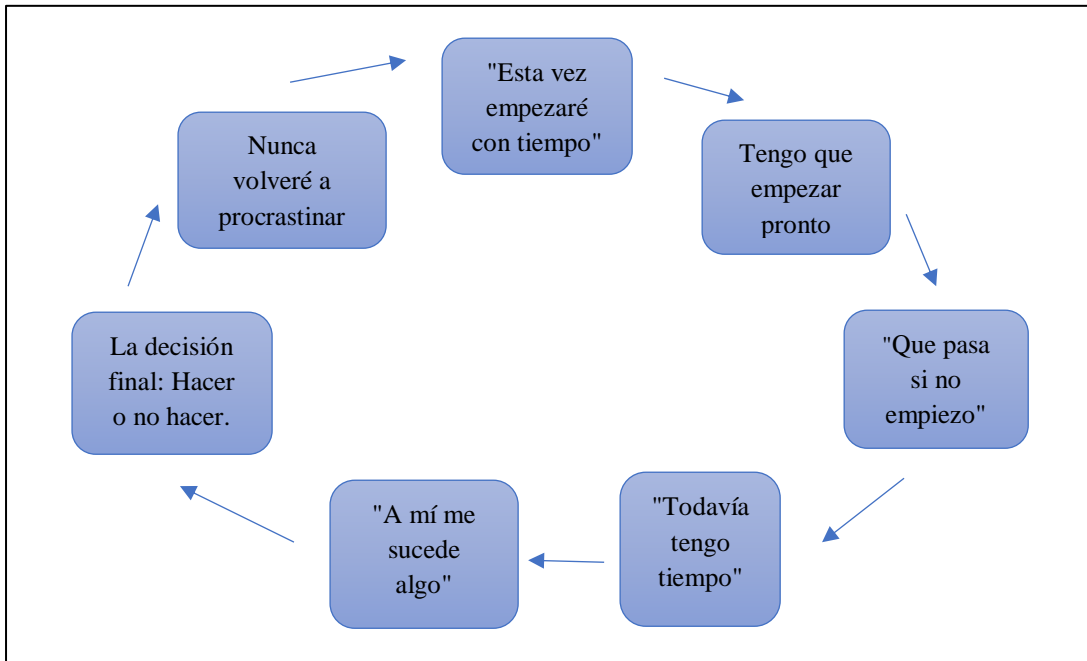 "Esta vez
empezaré
con tiempo"
Tengo que
empezar
pronto
"Que pasa
si no
empiezo"
"Todavía
tengo
tiempo"
"A mí me
sucede
algo"
La decisión
final: Hacer
o no hacer.
Nunca
volveré a
procrastinar